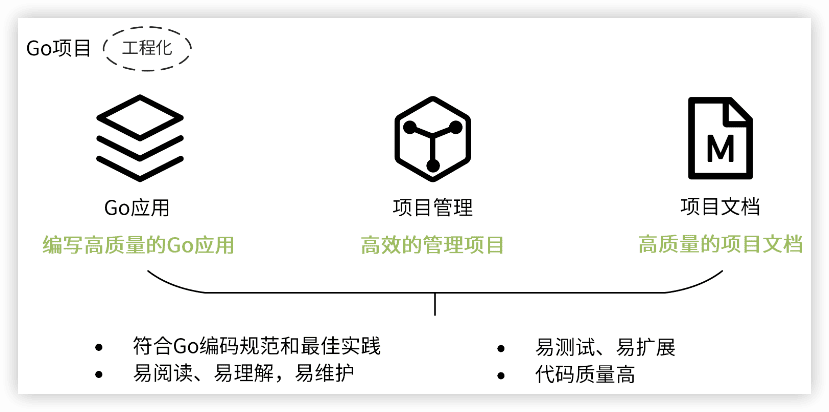 Go项目 工程化
M
Go应用 项目管理 项目文档
编写高质量的Go应用 高效的管理项目 高质量的项目文档
• 符合Go编码规范和最佳实践
• 易阅读、易理解，易维护
• 易测试、易扩展
• 代码质量高